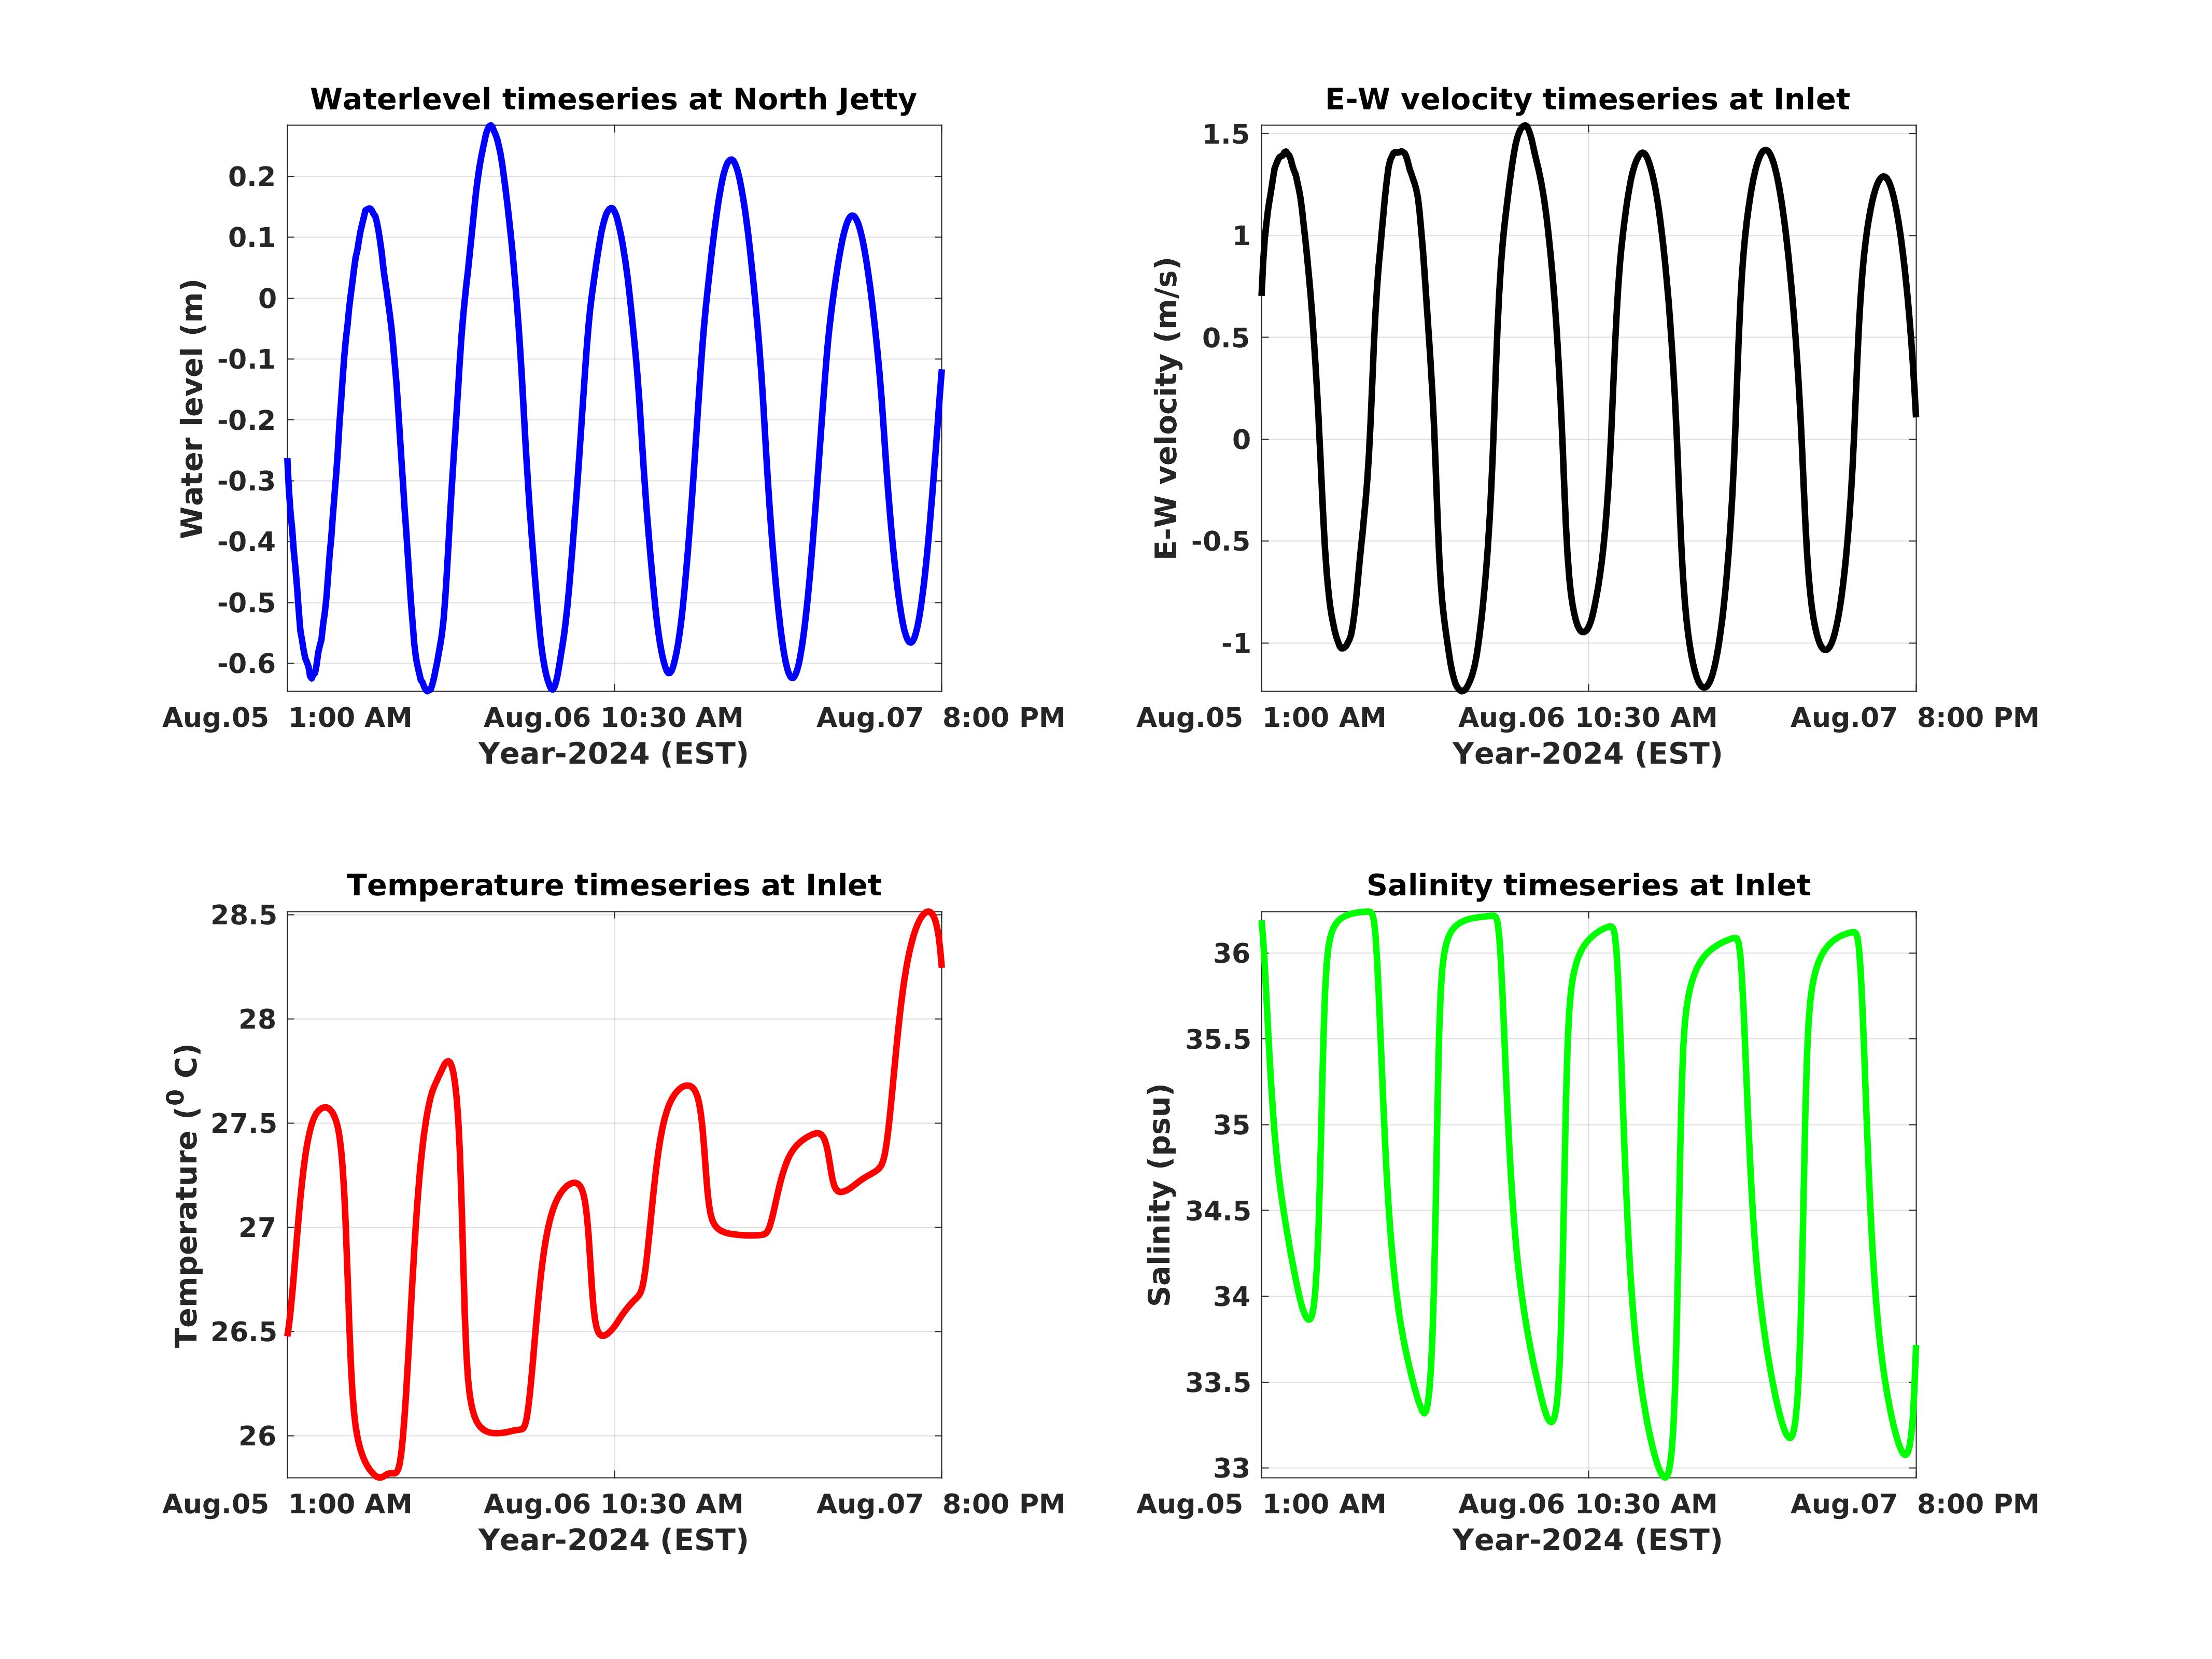 Waterlevel timeseries at North Jetty
0.2
0.1
0
-0.1
-0.2
-0.3
-0.4
-0.5
-0.6
Water level (m)
Aug.05 1:00 AM
Aug.06 10:30 AM
Aug.07 8:00 PM
Year-2024 (EST)
E-W velocity timeseries at Inlet
1.5
1
0.5
0
-0.5
-1
E-W velocity (m/s)
Aug.05 1:00 AM
Aug.06 10:30 AM
Aug.07 8:00 PM
Year-2024 (EST)
Temperature timeseries at Inlet
28.5
28
27.5
27
26.5
26
Temperature (⁰ C)
Aug.05 1:00 AM
Aug.06 10:30 AM
Aug.07 8:00 PM
Year-2024 (EST)
Salinity timeseries at Inlet
36
35.5
35
34.5
34
33.5
33
Salinity (psu)
Aug.05 1:00 AM
Aug.06 10:30 AM
Aug.07 8:00 PM
Year-2024 (EST)